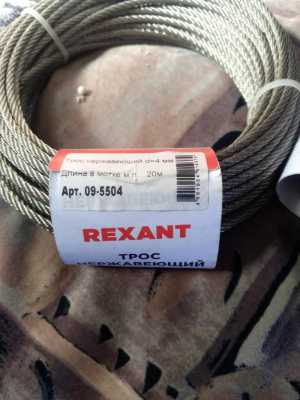 Трос нержавеющий d=4 мм
Длина в мотке м.п. 20м
Арт. 09-5504
REXANT
ТРОС
НЕРЖАВЕЮЩИЙ